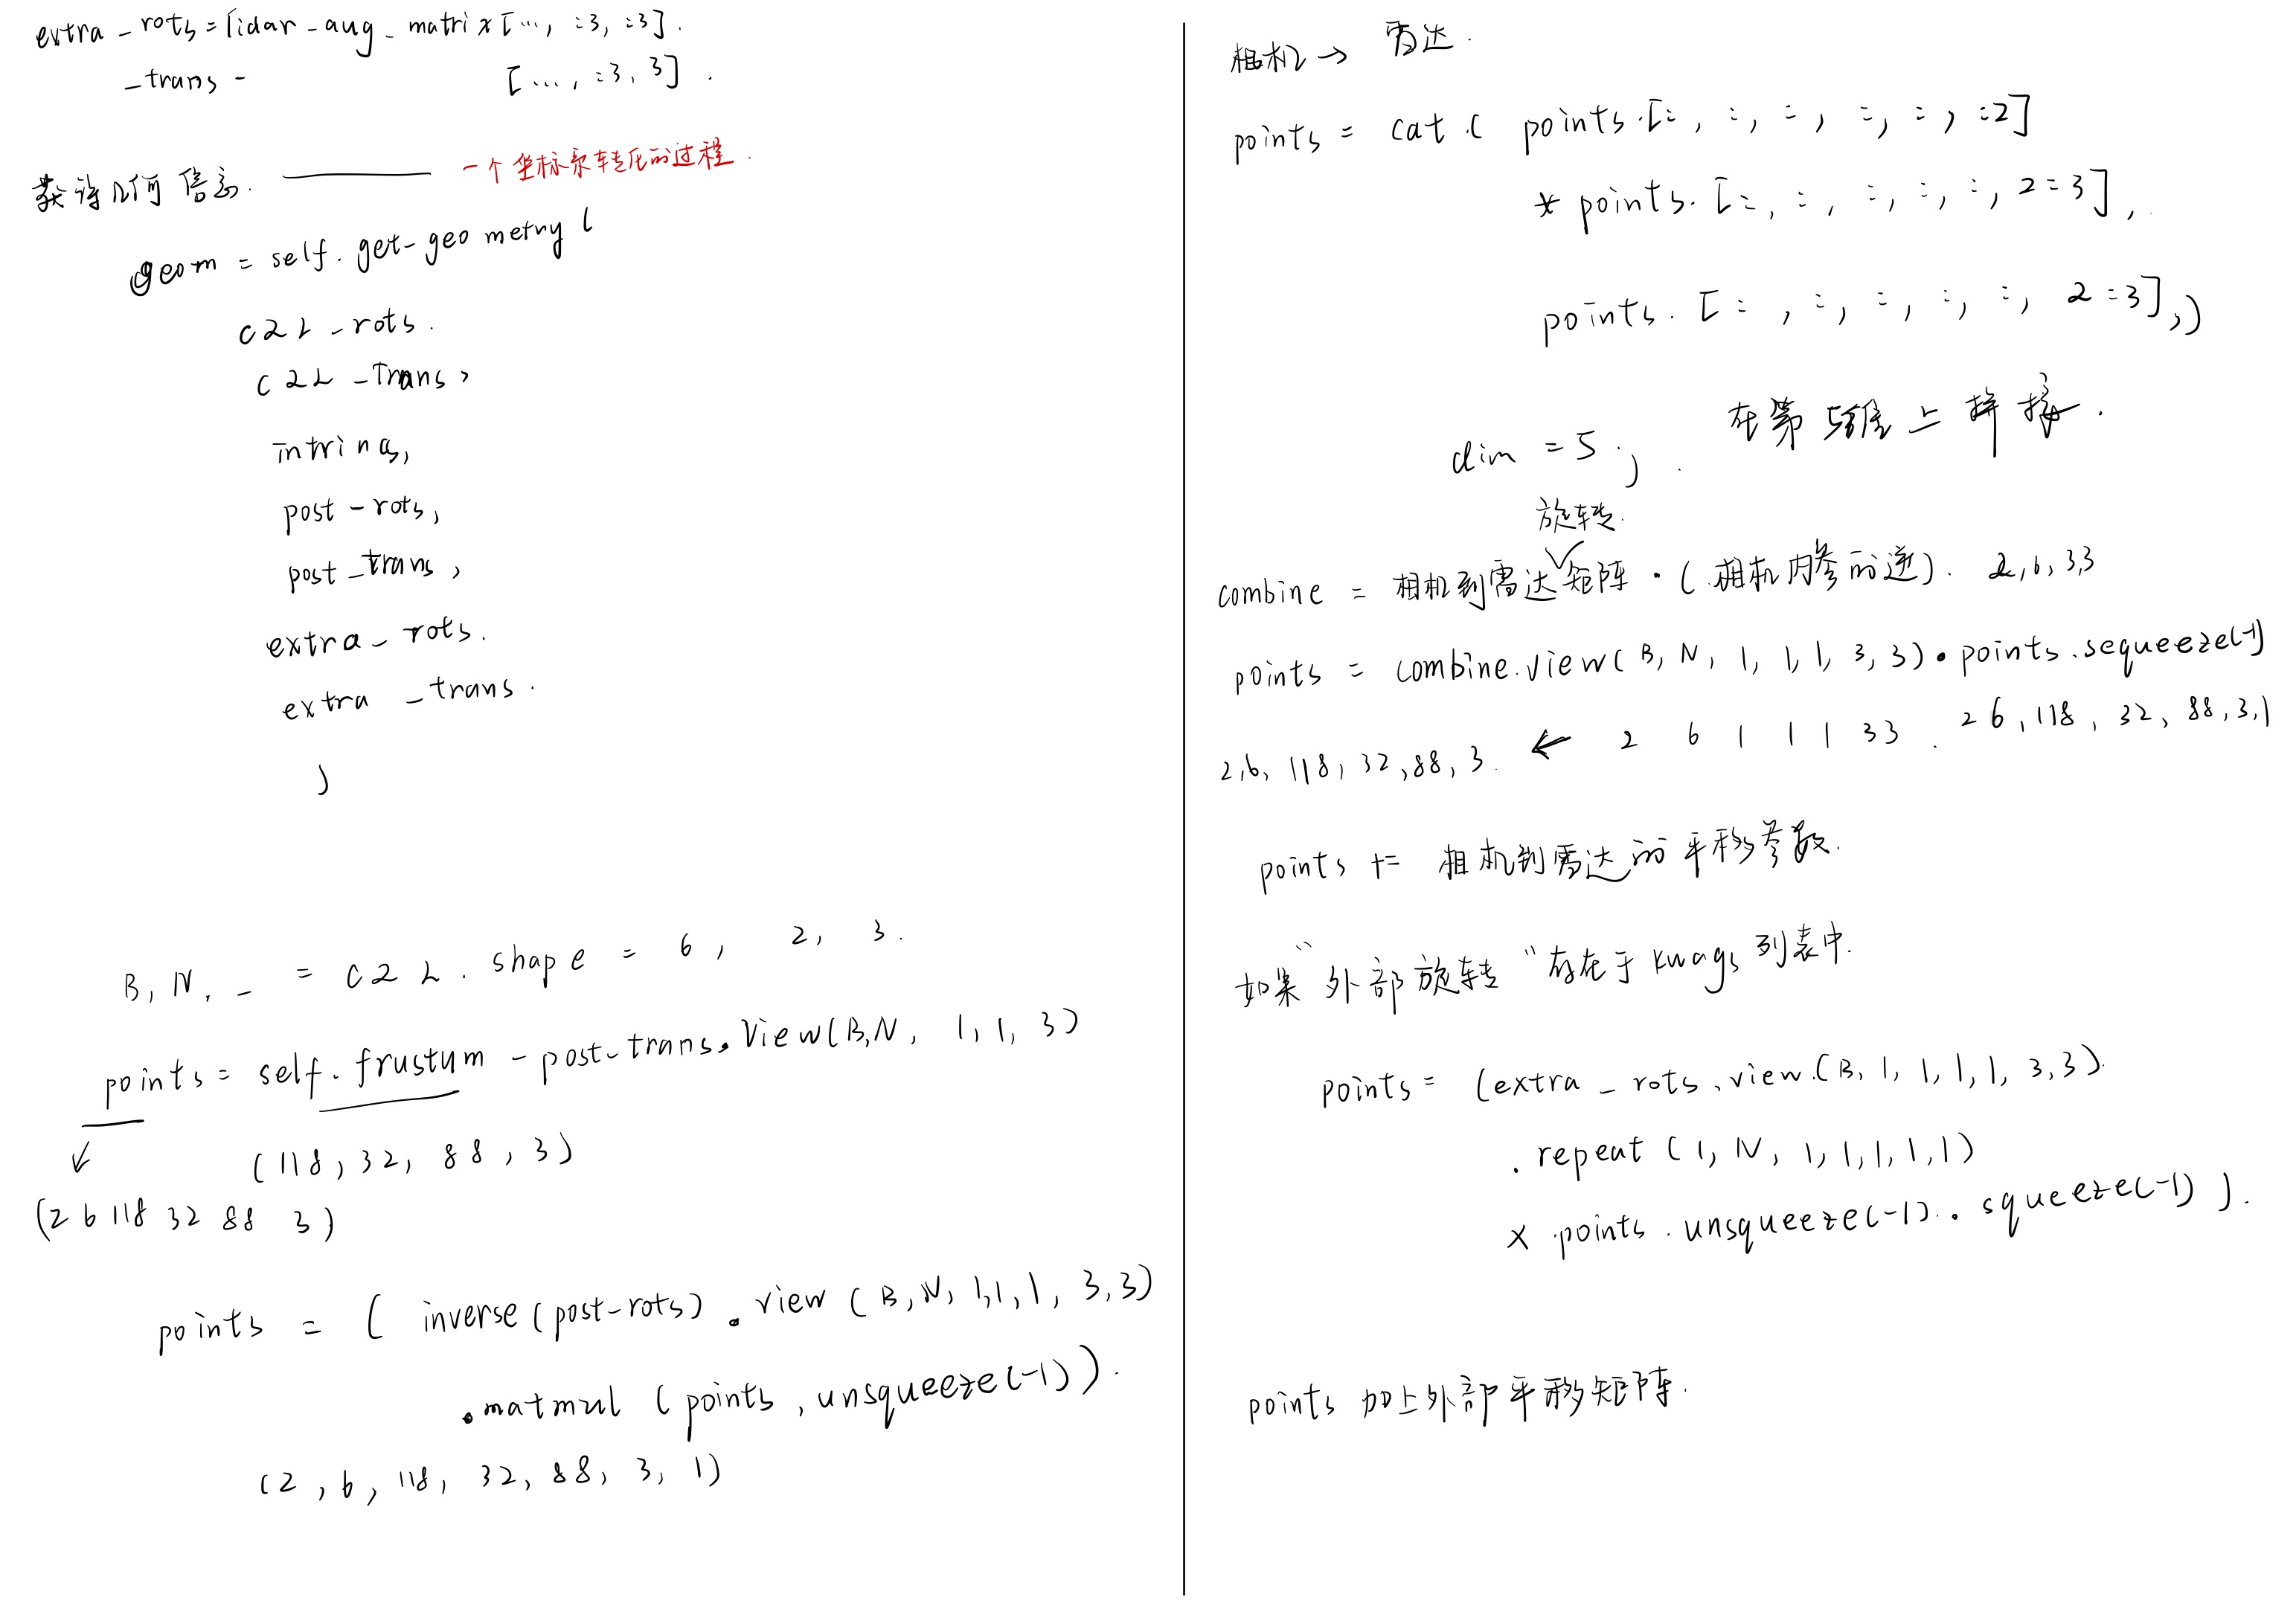 extra_rots=lidar_aug_matrix[..., :3, :3].
_trans - [..., :3, 3].
获得几何信息. —— 一个坐标系转化的过程.
geom = self.get_geometry(
c2L_rots.
c2L_trans,
intrins,
post-rots,
post_trans,
extra_rots.
extra_trans.
)
B, N, _ = c2L.shape = 6, 2, 3.
points = self.frustum - post_trans.View(B,N, 1, 1, 3)
(118, 32, 88, 3)
(2 6 118 32 88 3)
points = ( inverse(post-rots).view(B, N, 1,1,1, 3,3)
.matmul (points, unsqueeze(-1)).
(2, 6, 118, 32, 88, 3, 1)
相机→ 雷达.
points = cat.( points.[:, :, :, :, :, :2]
* points.[:, :, :, :, :, 2:3],
points.[:, :, :, :, :, 2:3],)
dim = 5.) . 在第5维上拼接.
旋转.
combine = 相机到雷达矩阵·(相机内参的逆). 2,6,3,3
points = combine.view(B, N, 1, 1,1, 3, 3)·points.sequeeze(-1)
2,6, 118, 32,88, 3. ← 2 6 1 1 1 3 3 . 2 6, 118, 32, 88,3,1
points += 相机到雷达的平移参数.
如果“外部旋转“存在于kwags列表中.
points = (extra_rots.view.(B, 1, 1, 1, 1, 3,3).
.repeat (1, N, 1,1,1,1,1)
x points.unsqueeze(-1)..squeeze(-1) ).
points 加上外部平移矩阵.